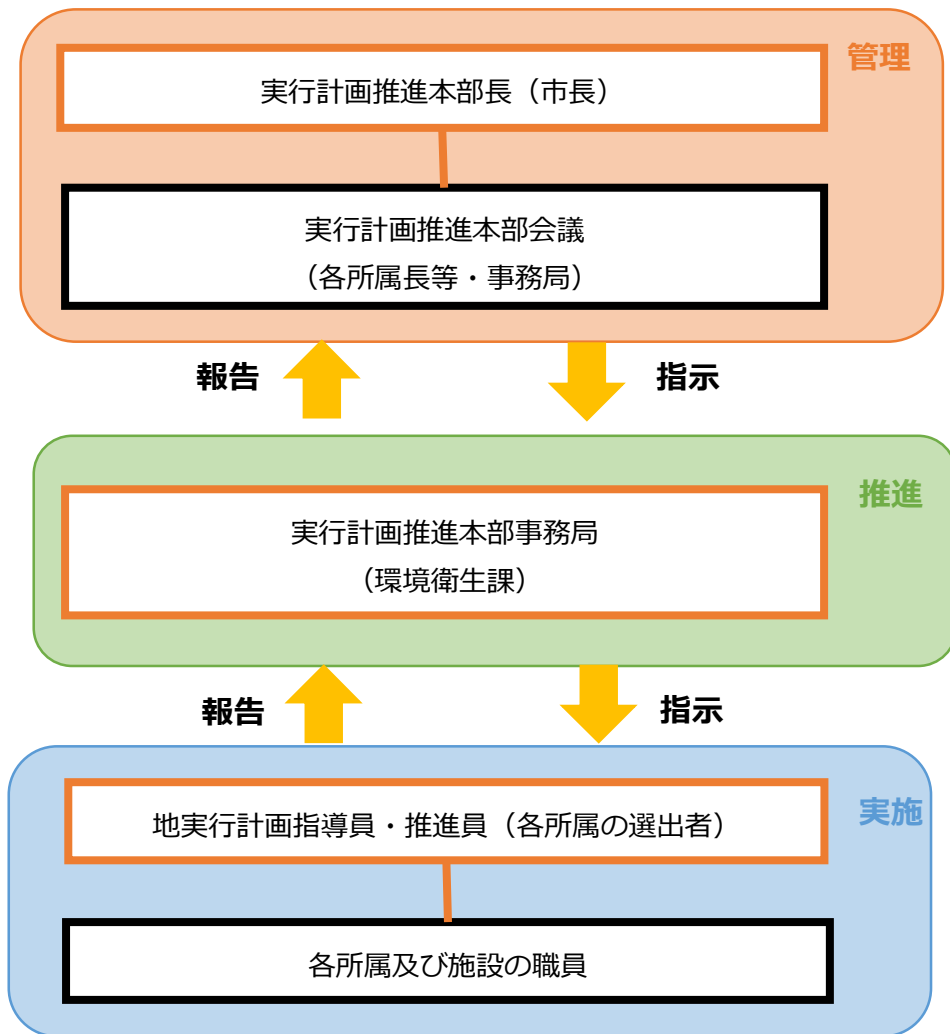 管理
実行計画推進本部長（市長）
実行計画推進本部会議
（各所属長等・事務局）
報告
指示
推進
実行計画推進本部事務局
（環境衛生課）
報告
指示
実施
地実行計画指導員・推進員（各所属の選出者）
各所属及び施設の職員